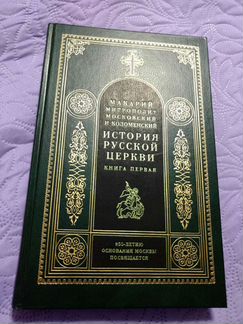 МАКАРИЙ
МИТРОПОЛИТ
МОСКОВСКИЙ
И КОЛОМЕНСКИЙ
ИСТОРИЯ
РУССКОЙ
ЦЕРКВИ
КНИГА ПЕРВАЯ
850-ЛЕТИЮ
ОСНОВАНИЯ МОСКВЫ
ПОСВЯЩАЕТСЯ